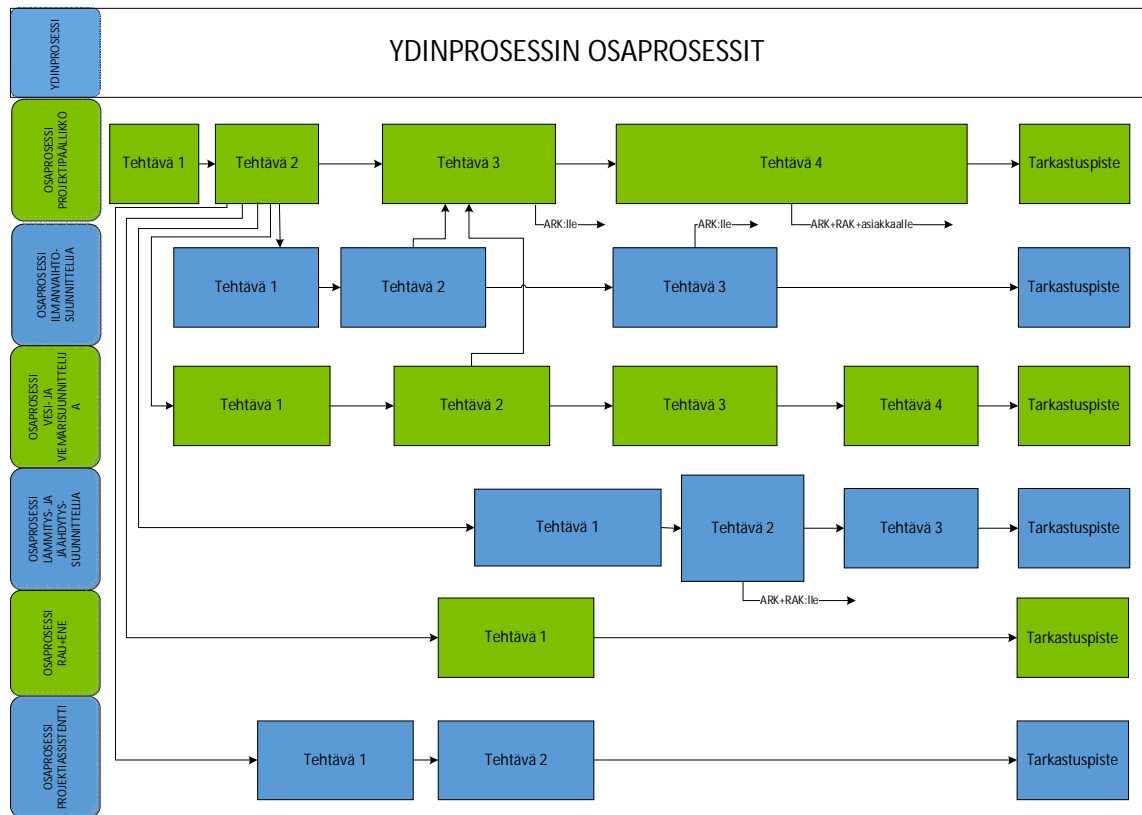 YDINPROSESSI
YDINPROSESSIN OSAPROSESSIT
OSAPROSESSI
PROJEKTIPÄÄLLIKKÖ
Tehtävä 1
Tehtävä 2
Tehtävä 3
Tehtävä 4
Tarkastuspiste
ARK:lle
ARK+RAK+asiakkaalle
OSAPROSESSI
ILMANVAIHTO-
SUUNNITTELIJA
Tehtävä 1
Tehtävä 2
ARK:lle
Tehtävä 3
Tarkastuspiste
OSAPROSESSI
VESI- JA
VIEMÄRISUUNNITTELIJ
A
Tehtävä 1
Tehtävä 2
Tehtävä 3
Tehtävä 4
Tarkastuspiste
OSAPROSESSI
LÄMMITYS- JA
JÄÄHDYTYS-
SUUNNITTELIJA
Tehtävä 1
Tehtävä 2
Tehtävä 3
Tarkastuspiste
ARK+RAK:lle
OSAPROSESSI
RAU+ENE
Tehtävä 1
Tarkastuspiste
OSAPROSESSI
PROJEKTIASSISTENTTI
Tehtävä 1
Tehtävä 2
Tarkastuspiste